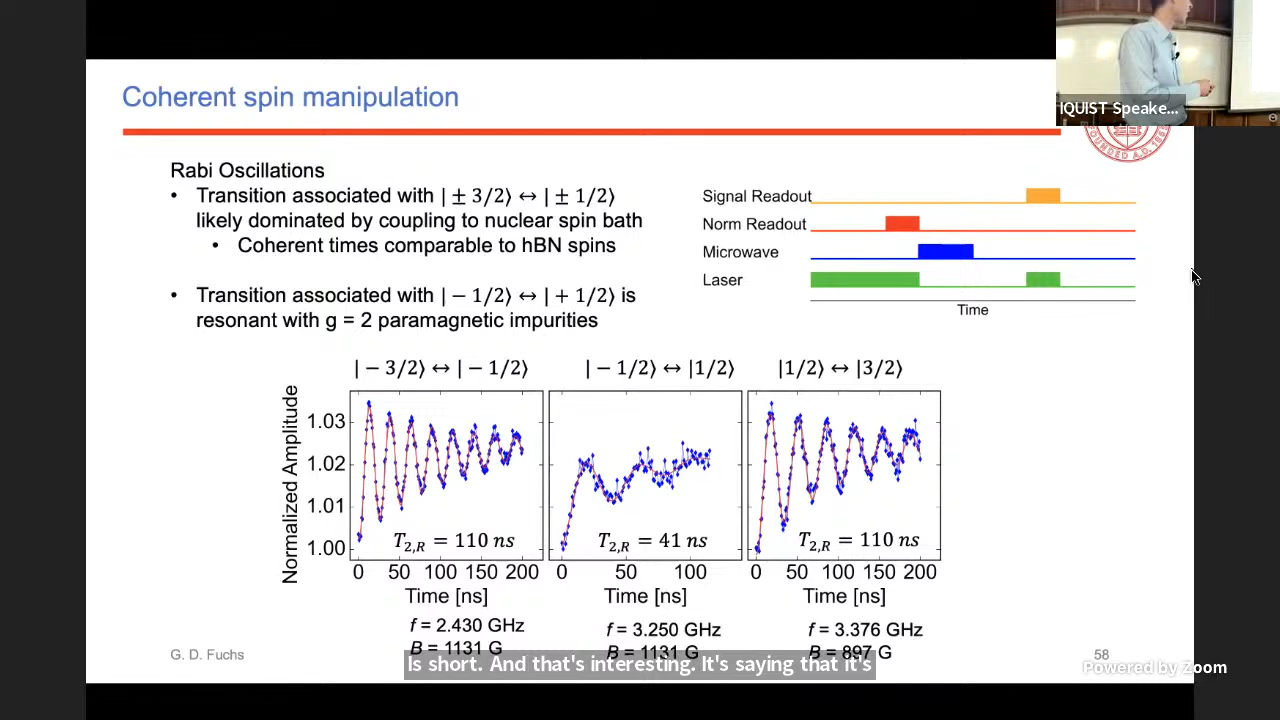 Coherent spin manipulation
IQUIST Speake...
FOUNDED A.D. 186
Rabi Oscillations
• Transition associated with | ± 3/2⟩ ↔ | ± 1/2⟩
likely dominated by coupling to nuclear spin bath
• Coherent times comparable to hBN spins
• Transition associated with | − 1/2⟩ ↔ | + 1/2⟩ is
resonant with g = 2 paramagnetic impurities
Signal Readout
Norm Readout
Microwave
Laser
Time
| − 3/2⟩ ↔ | − 1/2⟩
| − 1/2⟩ ↔ |1/2⟩
|1/2⟩ ↔ |3/2⟩
Normalized Amplitude
1.03
1.02
1.01
1.00
T2,R = 110 ns
T2,R = 41 ns
T2,R = 110 ns
0 50 100 150 200
0 50 100
0 50 100 150 200
Time [ns]
Time [ns]
Time [ns]
f = 2.430 GHz
B = 1131 G
f = 3.250 GHz
B = 1131 G
f = 3.376 GHz
B = 897 G
G. D. Fuchs
58
Is short. And that's interesting. It's saying that it's
Powered by Zoom